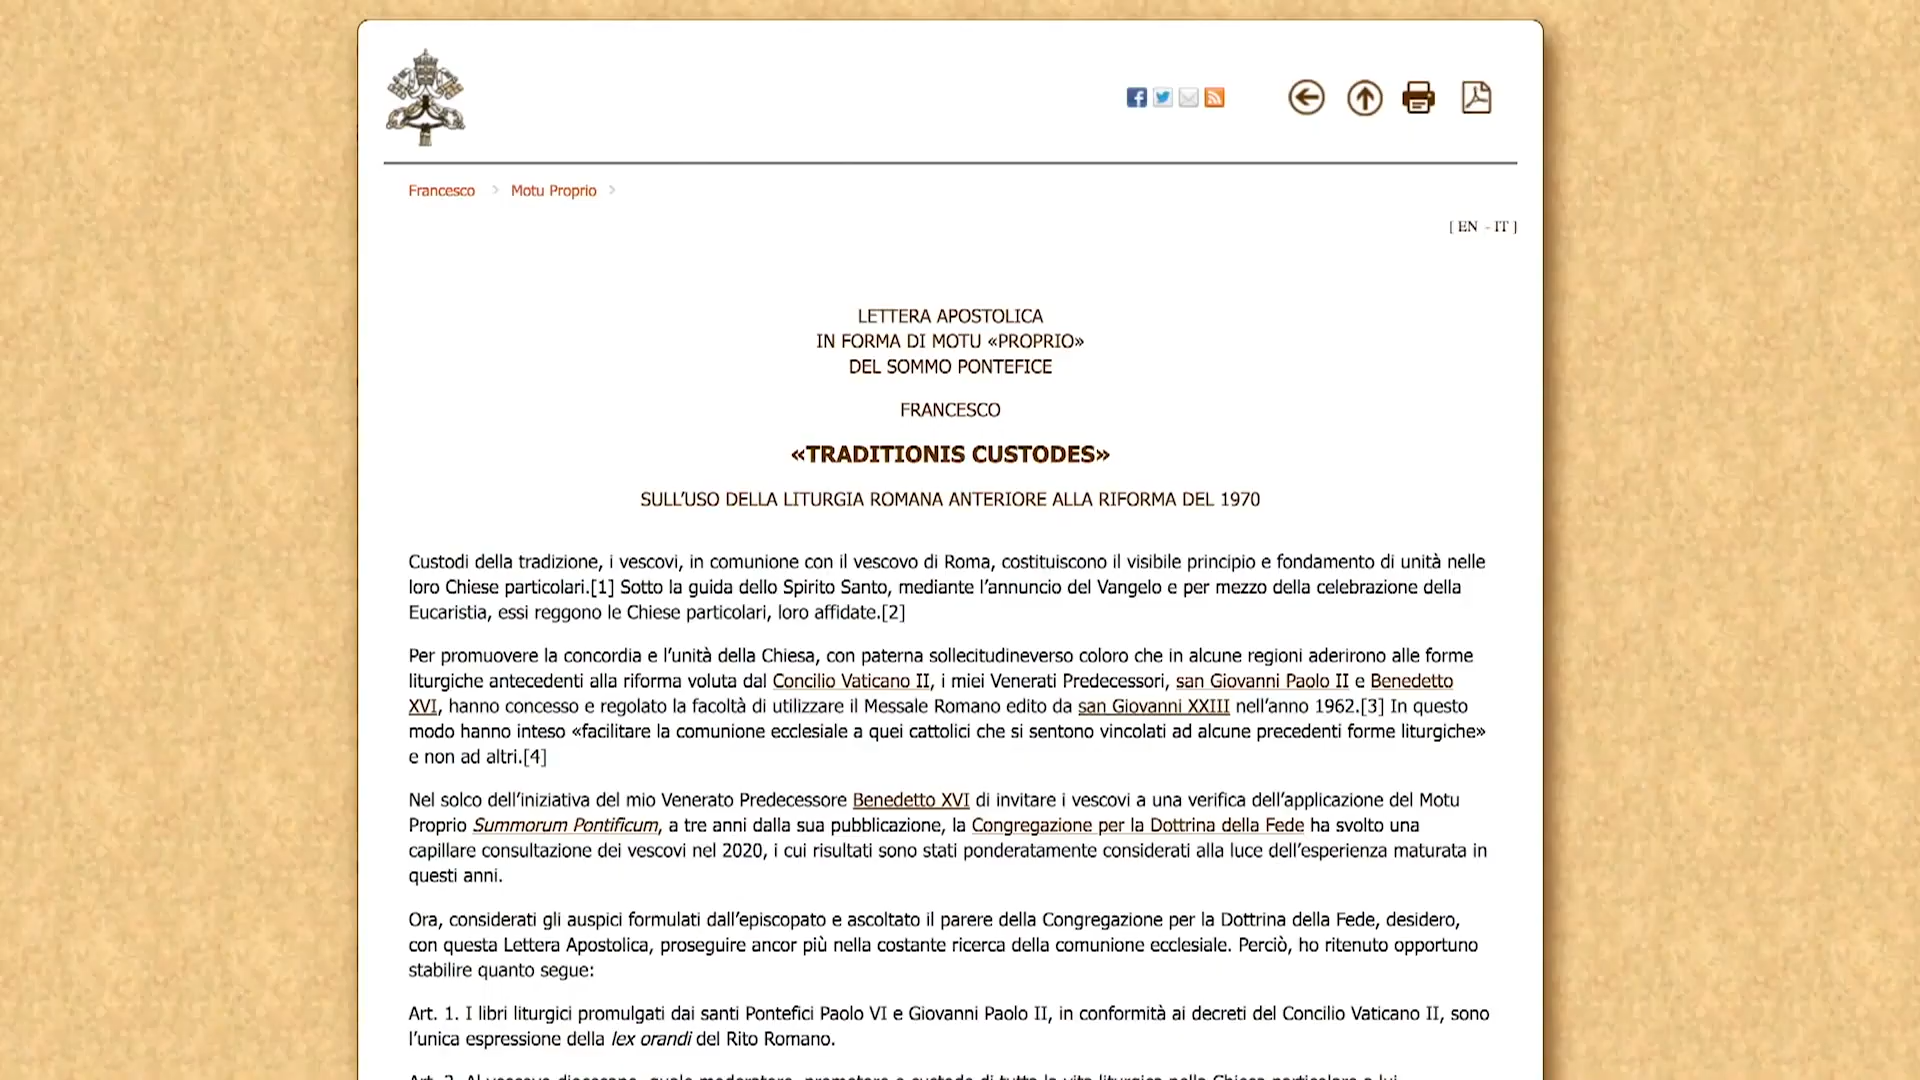 Francesco > Motu Proprio >
[ EN - IT ]
LETTERA APOSTOLICA
IN FORMA DI MOTU «PROPRIO»
DEL SOMMO PONTEFICE
FRANCESCO
«TRADITIONIS CUSTODES»
SULL'USO DELLA LITURGIA ROMANA ANTERIORE ALLA RIFORMA DEL 1970
Custodi della tradizione, i vescovi, in comunione con il vescovo di Roma, costituiscono il visibile principio e fondamento di unità nelle
loro Chiese particolari.[1] Sotto la guida dello Spirito Santo, mediante l'annuncio del Vangelo e per mezzo della celebrazione della
Eucaristia, essi reggono le Chiese particolari, loro affidate.[2]
Per promuovere la concordia e l'unità della Chiesa, con paterna sollecitudineverso coloro che in alcune regioni aderirono alle forme
liturgiche antecedenti alla riforma voluta dal Concilio Vaticano II, i miei Venerati Predecessori, san Giovanni Paolo II e Benedetto
XVI, hanno concesso e regolato la facoltà di utilizzare il Messale Romano edito da san Giovanni XXIII nell'anno 1962.[3] In questo
modo hanno inteso «facilitare la comunione ecclesiale a quei cattolici che si sentono vincolati ad alcune precedenti forme liturgiche»
e non ad altri.[4]
Nel solco dell'iniziativa del mio Venerato Predecessore Benedetto XVI di invitare i vescovi a una verifica dell'applicazione del Motu
Proprio Summorum Pontificum, a tre anni dalla sua pubblicazione, la Congregazione per la Dottrina della Fede ha svolto una
capillare consultazione dei vescovi nel 2020, i cui risultati sono stati ponderatamente considerati alla luce dell'esperienza maturata in
questi anni.
Ora, considerati gli auspici formulati dall'episcopato e ascoltato il parere della Congregazione per la Dottrina della Fede, desidero,
con questa Lettera Apostolica, proseguire ancor più nella costante ricerca della comunione ecclesiale. Perciò, ho ritenuto opportuno
stabilire quanto segue:
Art. 1. I libri liturgici promulgati dai santi Pontefici Paolo VI e Giovanni Paolo II, in conformità ai decreti del Concilio Vaticano II, sono
l'unica espressione della lex orandi del Rito Romano.